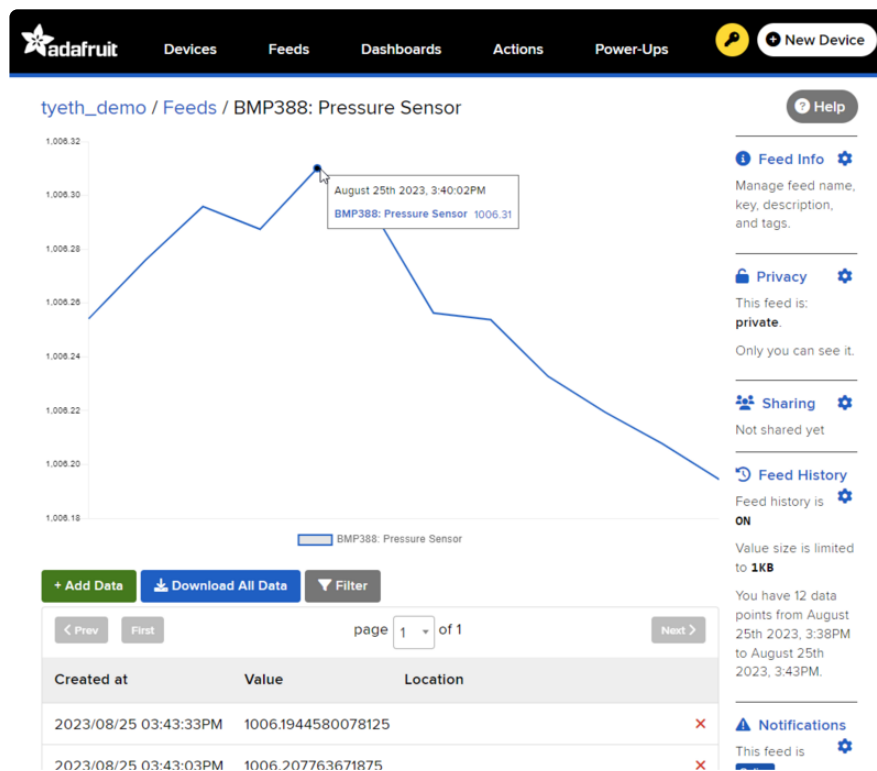 adafruit
Devices
Feeds
Dashboards
Actions
Power-Ups
New Device
tyeth_demo / Feeds / BMP388: Pressure Sensor
Help
1,006.32
1,006.30
1,006.28
1,006.26
1,006.24
1,006.22
1,006.20
1,006.18
August 25th 2023, 3:40:02PM
BMP388: Pressure Sensor 1006.31
BMP388: Pressure Sensor
+ Add Data
Download All Data
Filter
Prev
First
page 1 of 1
Next
Created at Value Location
2023/08/25 03:43:33PM 1006.1944580078125
2023/08/25 03:43:03PM 1006.207763671875
Feed Info
Manage feed name,
key, description,
and tags.
Privacy
This feed is:
private.
Only you can see it.
Sharing
Not shared yet
Feed History
Feed history is
ON
Value size is limited
to 1KB
You have 12 data
points from August
25th 2023, 3:38PM
to August 25th
2023, 3:43PM.
Notifications
This feed is